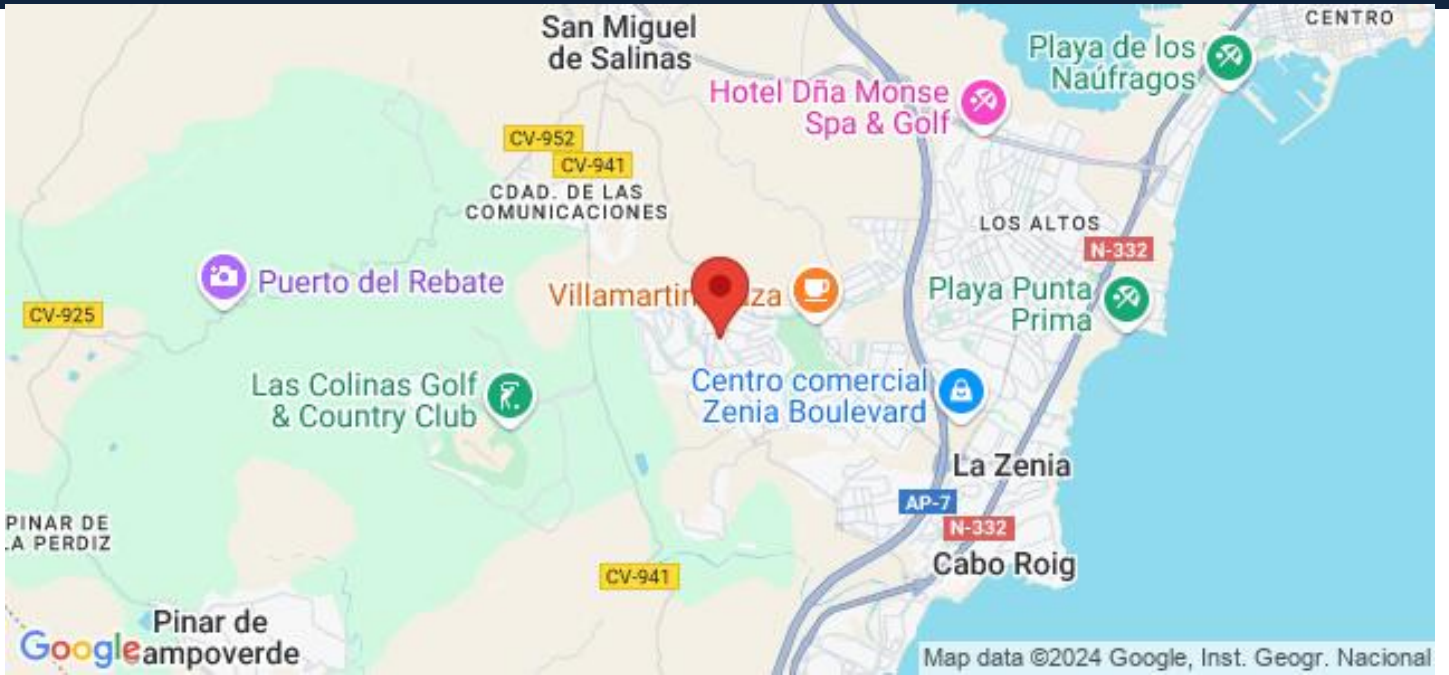 San Miguel
de Salinas
CENTRO
Playa de los
Naúfragos
Hotel Dña Monse
Spa & Golf
CV-952
CV-941
CDAD. DE LAS
COMUNICACIONES
LOS ALTOS
N-332
Puerto del Rebate
Villamartin aza
Playa Punta
Prima
CV-925
Las Colinas Golf
& Country Club
Centro comercial
Zenia Boulevard
La Zenia
AP-7
N-332
PINAR DE
LA PERDIZ
Cabo Roig
CV-941
Pinar de
ampoverde
Google
Map data ©2024 Google, Inst. Geogr. Nacional